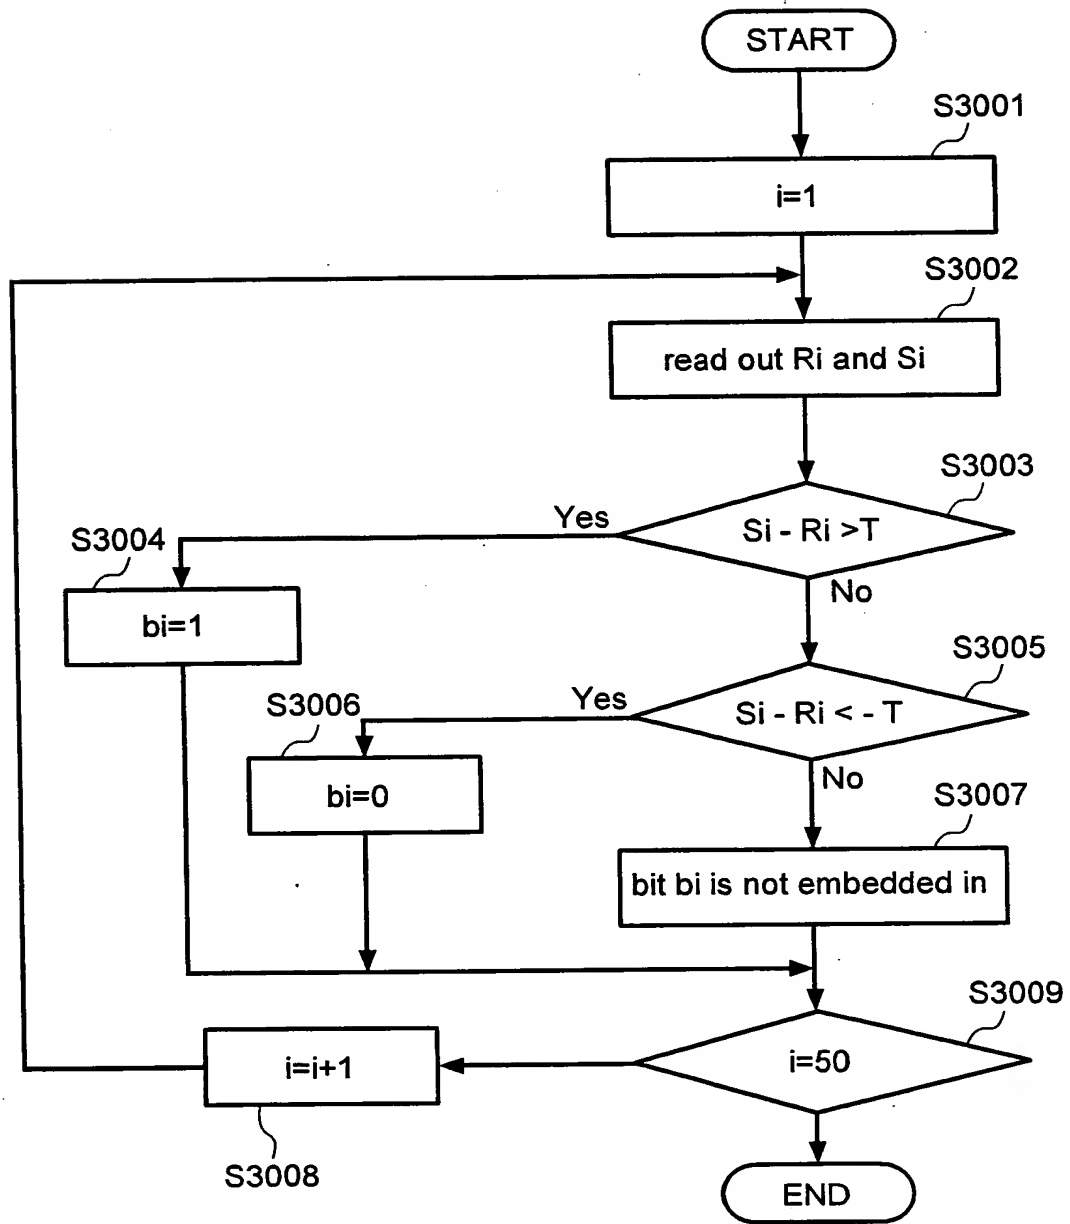 START
S3001
i=1
S3002
read out Ri and Si
S3003
Si - Ri >T
Yes
No
S3004
bi=1
S3005
Si - Ri < - T
Yes
No
S3006
bi=0
S3007
bit bi is not embedded in
S3009
i=50
i=i+1
S3008
END